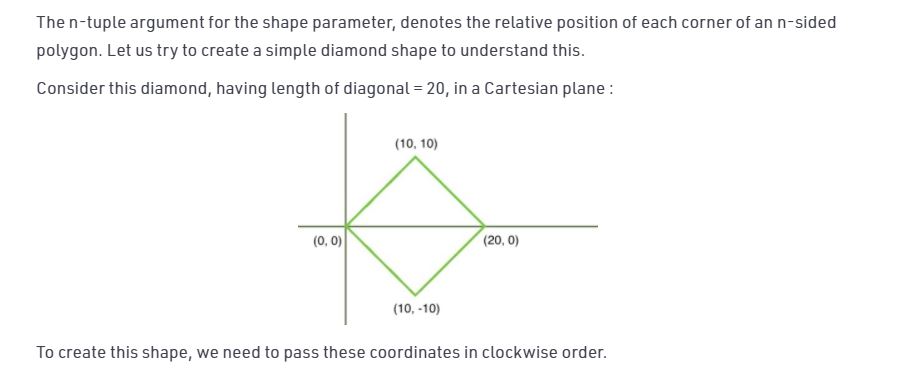 The n-tuple argument for the shape parameter, denotes the relative position of each corner of an n-sided
polygon. Let us try to create a simple diamond shape to understand this.
Consider this diamond, having length of diagonal = 20, in a Cartesian plane :
(10, 10)
(0, 0)
(20, 0)
(10, -10)
To create this shape, we need to pass these coordinates in clockwise order.